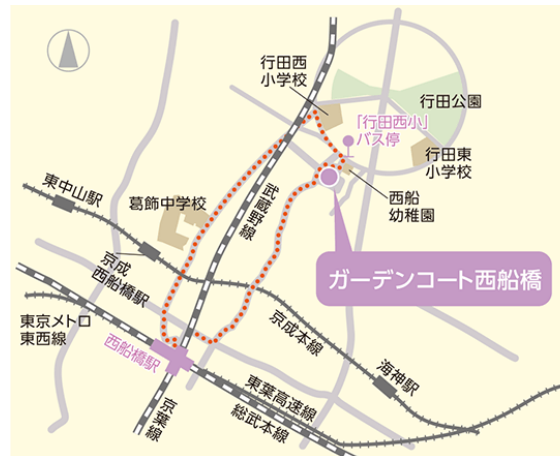 行田西
小学校
行田公園
「行田西小」
バス停
行田東
小学校
西船
幼稚園
東中山駅
葛飾中学校
武蔵野線
ガーデンコート西船橋
京成
西船橋駅
東京メトロ
東西線
西船橋駅
京成本線
海神駅
東葉高速線
総武本線
京葉線